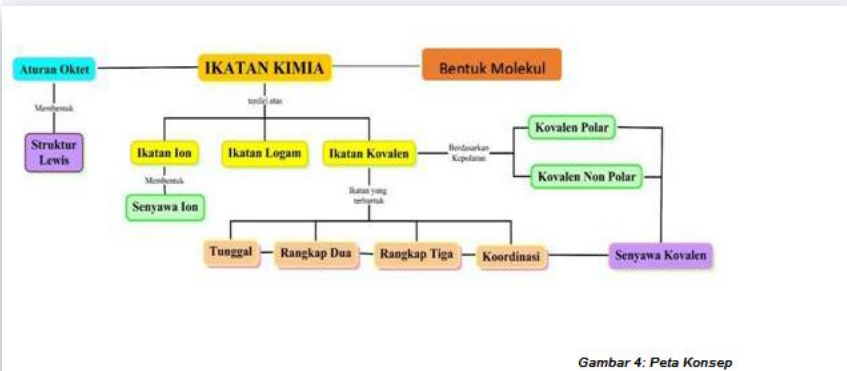 Aturan Oktet
IKATAN KIMIA
Bentuk Molekul
Membentuk
terdiri atas
Struktur
Lewis
Ikatan Ion
Ikatan Logam
Ikatan Kovalen
Berdasarkan
Kepolaran
Kovalen Polar
Kovalen Non Polar
Membentuk
Senyawa Ion
Ikatan yang
terbentuk
Tunggal
Rangkap Dua
Rangkap Tiga
Koordinasi
Senyawa Kovalen
Gambar 4: Peta Konsep